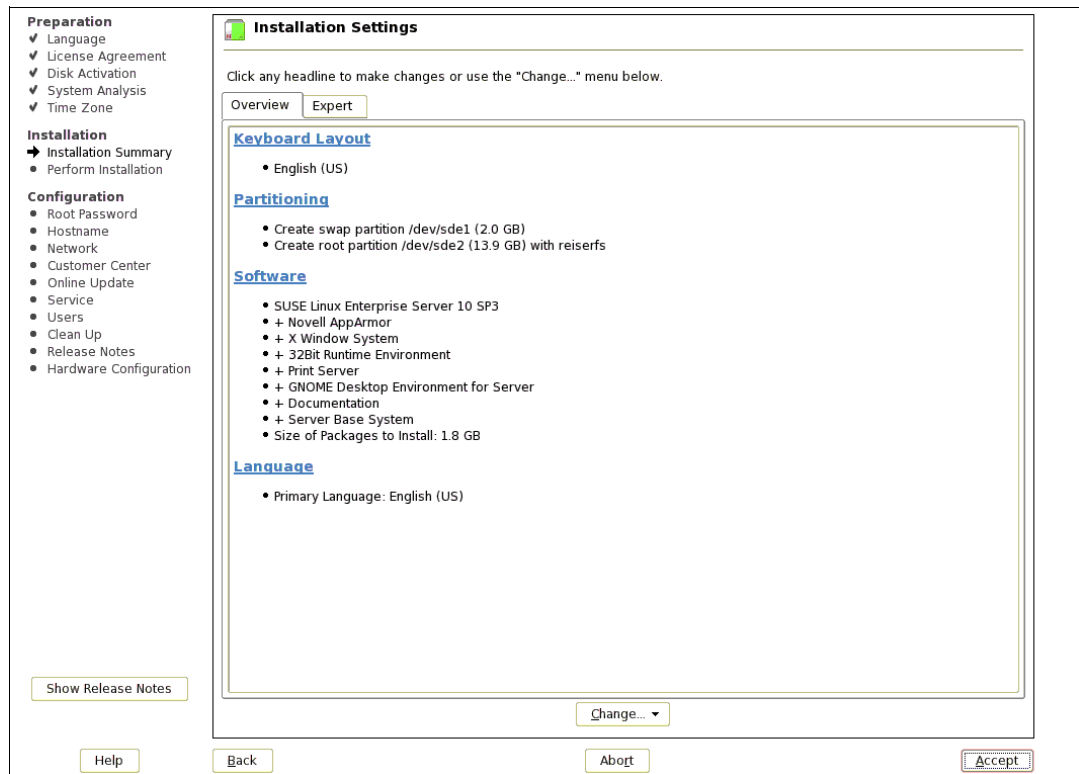 Preparation
Language
License Agreement
Disk Activation
System Analysis
Time Zone
Installation
Installation Summary
Perform Installation
Configuration
Root Password
Hostname
Network
Customer Center
Online Update
Service
Users
Clean Up
Release Notes
Hardware Configuration
Show Release Notes
Installation Settings
Click any headline to make changes or use the "Change..." menu below.
Overview Expert
Keyboard Layout
• English (US)
Partitioning
• Create swap partition /dev/sde1 (2.0 GB)
• Create root partition /dev/sde2 (13.9 GB) with reiserfs
Software
• SUSE Linux Enterprise Server 10 SP3
• + Novell AppArmor
• + X Window System
• + 32Bit Runtime Environment
• + Print Server
• + GNOME Desktop Environment for Server
• + Documentation
• + Server Base System
• Size of Packages to Install: 1.8 GB
Language
• Primary Language: English (US)
Change...
Help Back Abort Accept